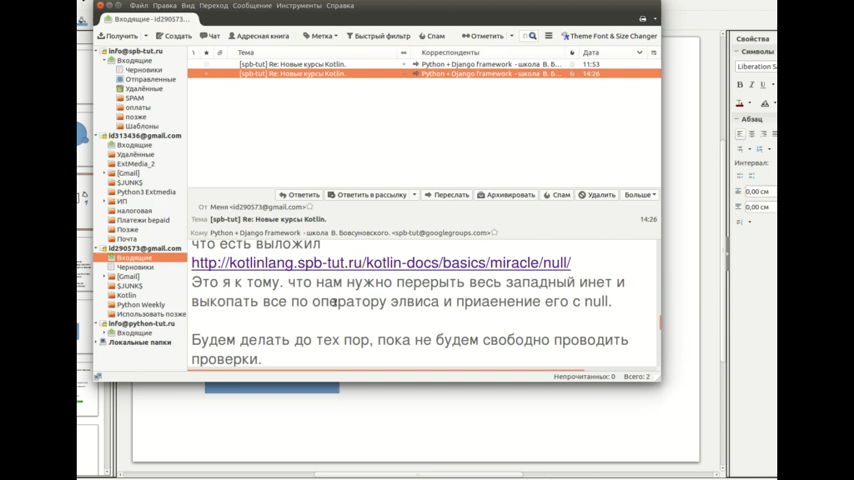 Файл Правка Вид Переход Сообщение Инструменты Справка
Входящие - id290573...
Получить Создать Чат Адресная книга Метка Быстрый фильтр Спам Отметить Theme Font & Size Changer
Тема Корреспонденты Дата
[spb-tut] Re: Новые курсы Kotlin. Python + Django framework - школа В. Б... 11:53
[spb-tut] Re: Новые курсы Kotlin. Python + Django framework - школа В. Б... 14:26
info@spb-tut.ru
Входящие
Черновики
Отправленные
Удалённые
SPAM
оплаты
позже
Шаблоны
id313436@gmail.com
Входящие
Удалённые
ExtMedia_2
[Gmail]
$JUNK$
Python3 Extmedia
ИП
налоговая
Платежи bepaid
Позже
Почта
id290573@gmail.com
Входящие
Черновики
[Gmail]
$JUNK$
Kotlin
Python Weekly
Использовать позже
info@python-tut.ru
Входящие
Локальные папки
Ответить Ответить в рассылку Переслать Архивировать Спам Удалить Больше
От Меня <id290573@gmail.com>
Тема [spb-tut] Re: Новые курсы Kotlin. 14:26
Кому Python + Django framework - школа В. Бовсуновского. <spb-tut@googlegroups.com>
что есть выложил
http://kotlinlang.spb-tut.ru/kotlin-docs/basics/miracle/null/
Это я к тому. что нам нужно перерыть весь западный инет и
выкопать все по оператору элвиса и приаенение его с null.
Будем делать до тех пор, пока не будем свободно проводить
проверки.
Непрочитанных: 0 Всего: 2
Свойства
Символы
Liberation S
Абзац
Интервал:
0,00 см
0,00 см